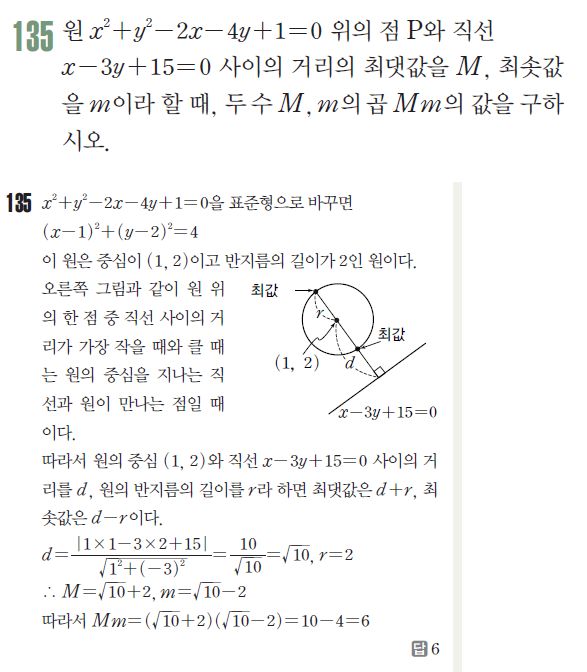 135 원 x²+y²-2x-4y+1=0 위의 점 P와 직선
x-3y+15=0 사이의 거리의 최댓값을 M, 최솟값
을 m이라 할 때, 두 수 M, m의 곱 Mm의 값을 구하
시오.
135 x²+y²-2x-4y+1=0을 표준형으로 바꾸면
(x-1)²+(y-2)²=4
이 원은 중심이 (1, 2)이고 반지름의 길이가 2인 원이다.
오른쪽 그림과 같이 원 위
의 한 점 중 직선 사이의 거
리가 가장 작을 때와 클 때
는 원의 중심을 지나는 직
선과 원이 만나는 점일 때
이다.
최값
r
최값
(1, 2)
d
x-3y+15=0
따라서 원의 중심 (1, 2)와 직선 x-3y+15=0 사이의 거
리를 d, 원의 반지름의 길이를 r라 하면 최댓값은 d+r, 최
솟값은 d-r이다.
d=|1×1-3×2+15|/√(1²+(-3)²)=10/√10=√10, r=2
∴ M=√10+2, m=√10-2
따라서 Mm=(√10+2)(√10-2)=10-4=6
답 6